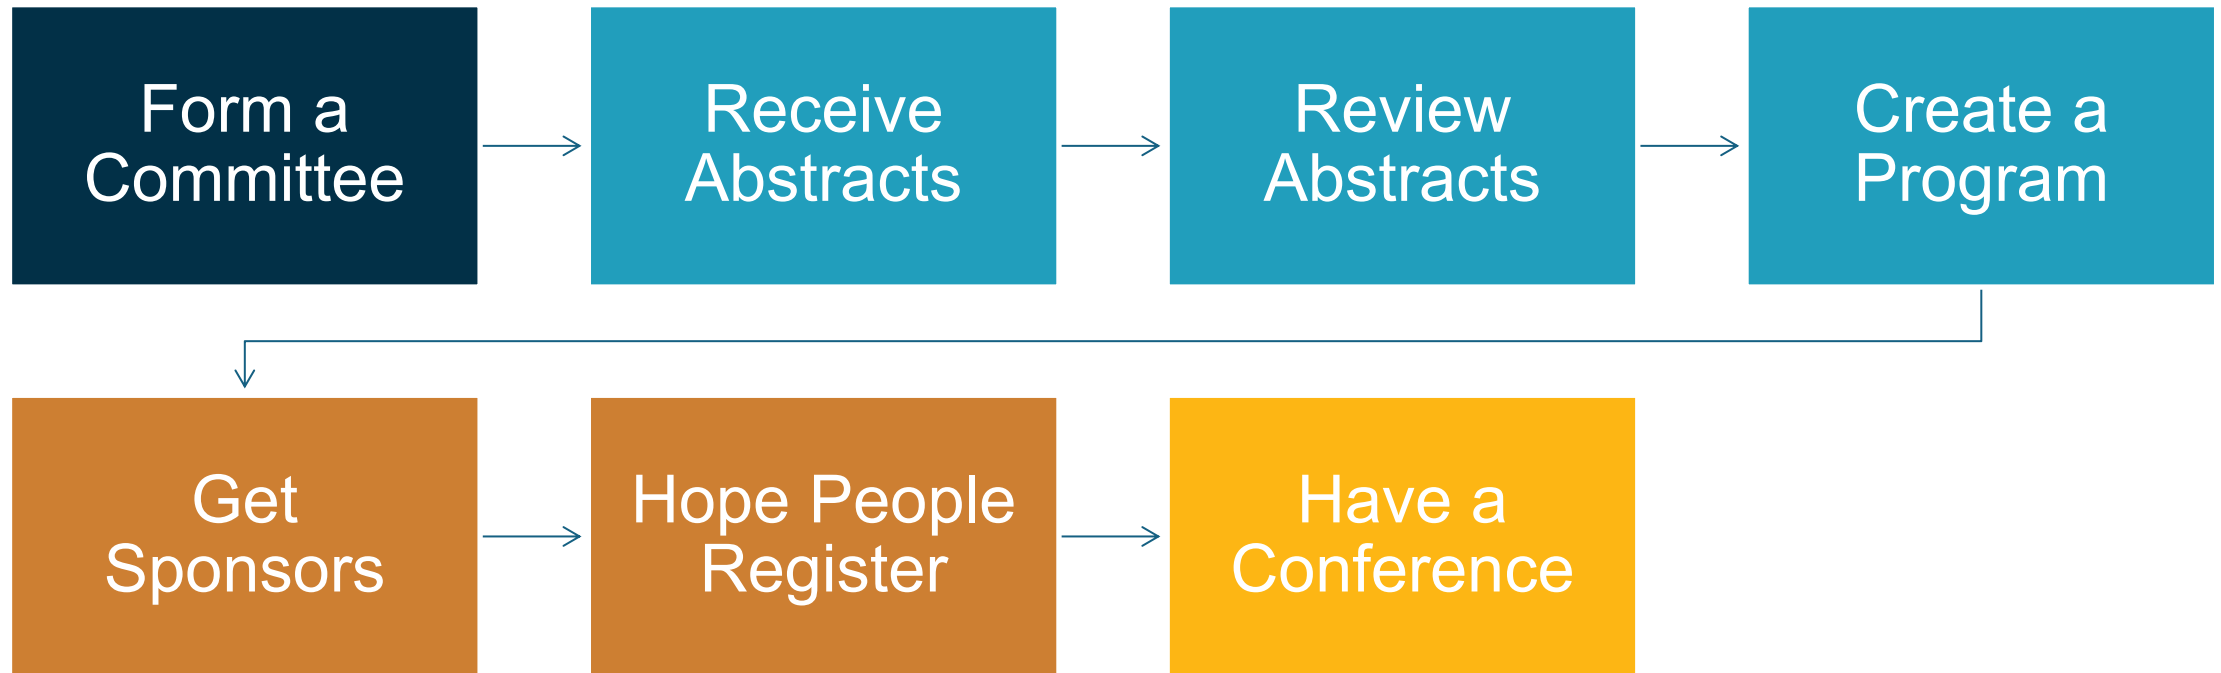 Form a
Committee
Receive
Abstracts
Review
Abstracts
Create a
Program
Get
Sponsors
Hope People
Register
Have a
Conference